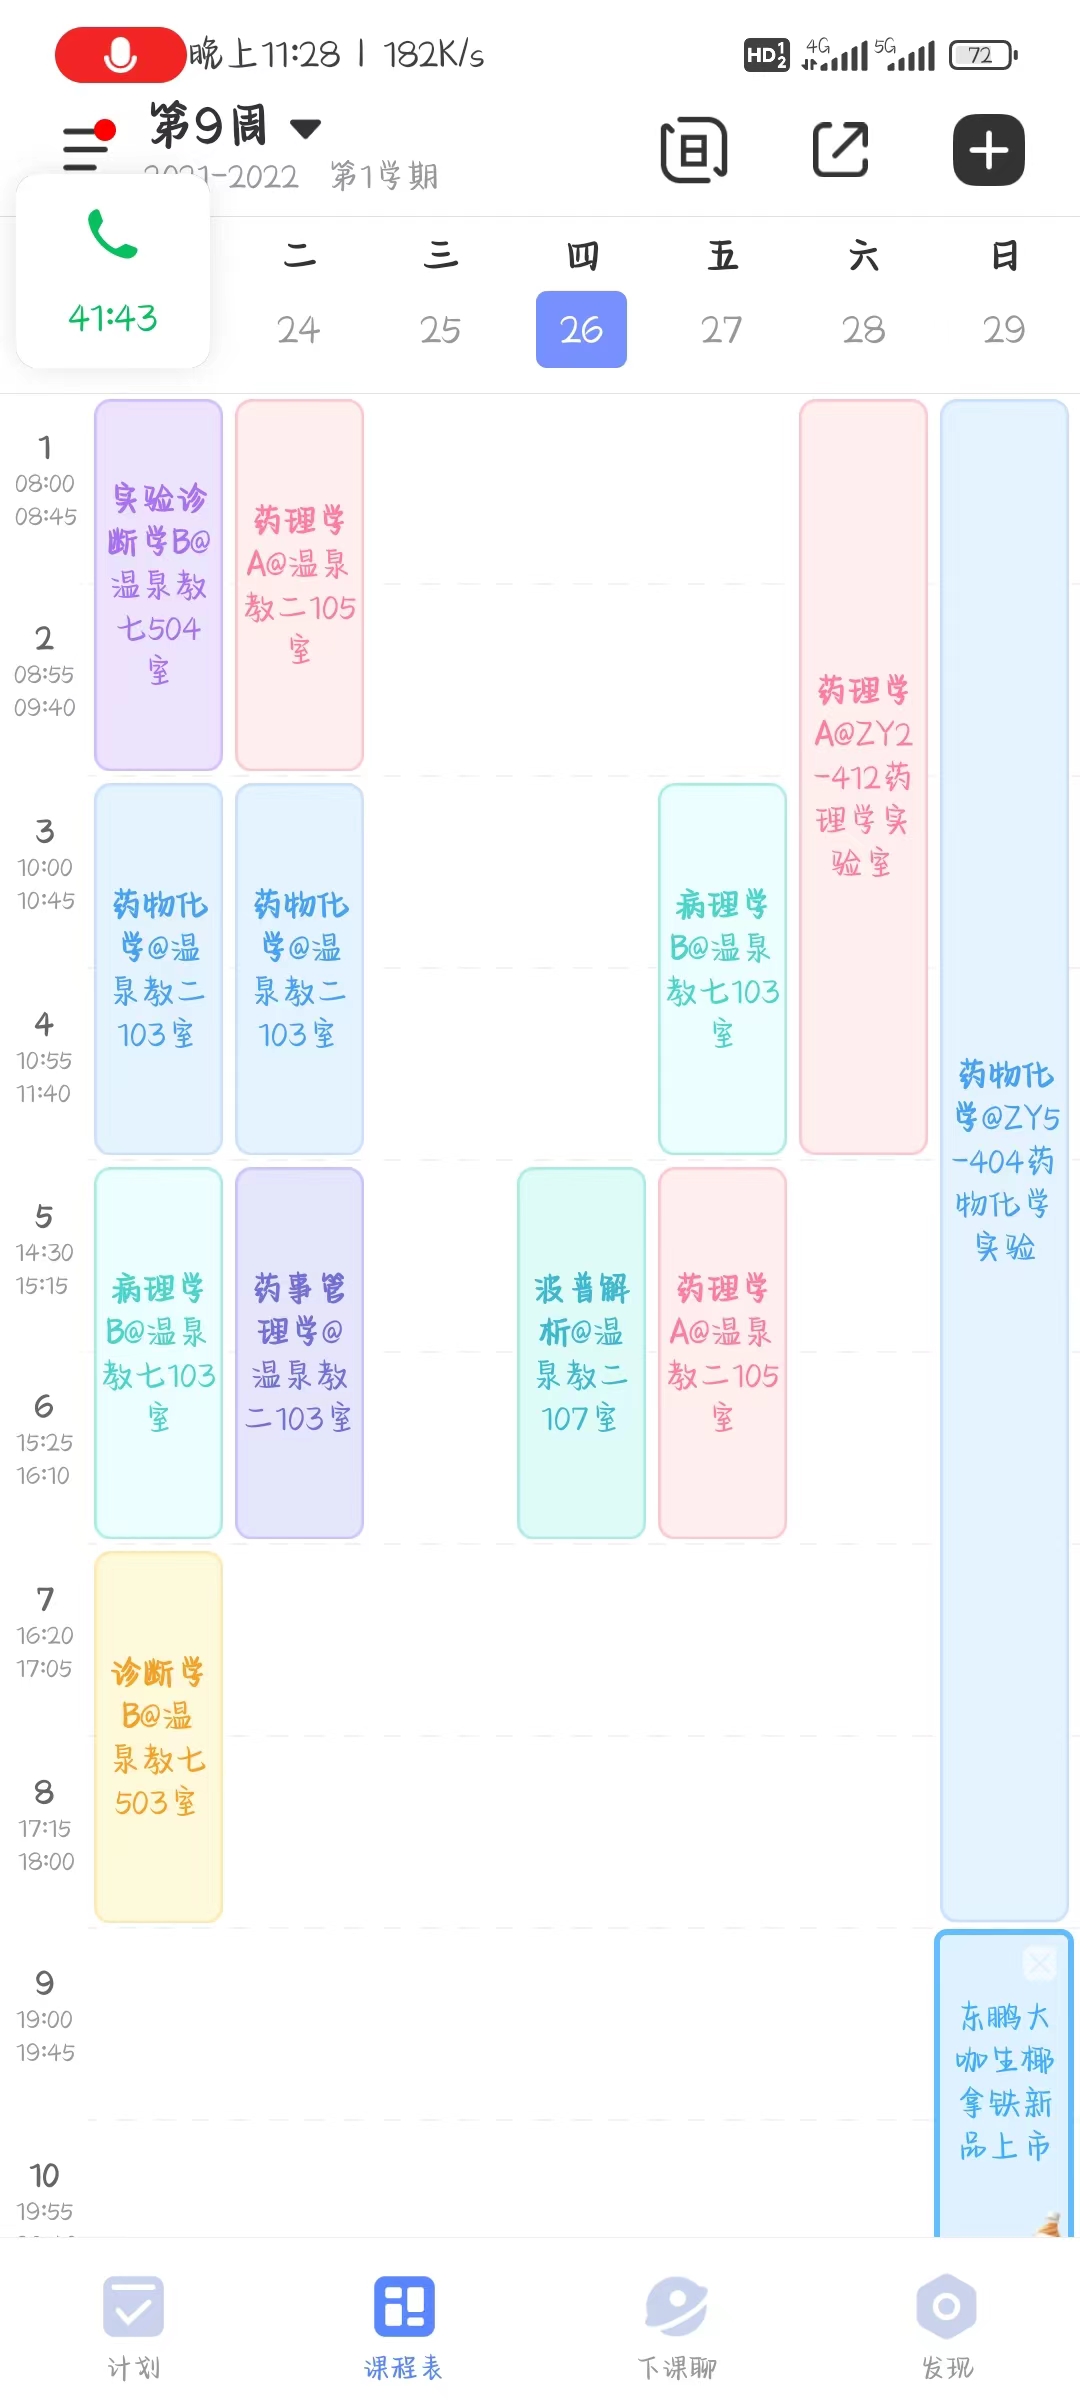 晚上11:28 | 182K/s
HD 1 2 4G 5G 72
第9周
2021-2022 第1学期
41:43
二 三 四 五 六 日
24 25 26 27 28 29
1
08:00
08:45
2
08:55
09:40
3
10:00
10:45
4
10:55
11:40
5
14:30
15:15
6
15:25
16:10
7
16:20
17:05
8
17:15
18:00
9
19:00
19:45
10
19:55
实验诊
断学B@
温泉教
七504
室
药物化
学@温
泉教二
103室
病理学
B@温泉
教七103
室
诊断学
B@温
泉教七
503室
药理学
A@温泉
教二105
室
药物化
学@温
泉教二
103室
药事管
理学@
温泉教
二103室
波普解
析@温
泉教二
107室
病理学
B@温泉
教七103
室
药理学
A@温泉
教二105
室
药理学
A@ZY2
-412药
理学实
验室
药物化
学@ZY5
-404药
物化学
实验
东鹏大
咖生椰
拿铁新
品上市
计划 课程表 下课聊 发现